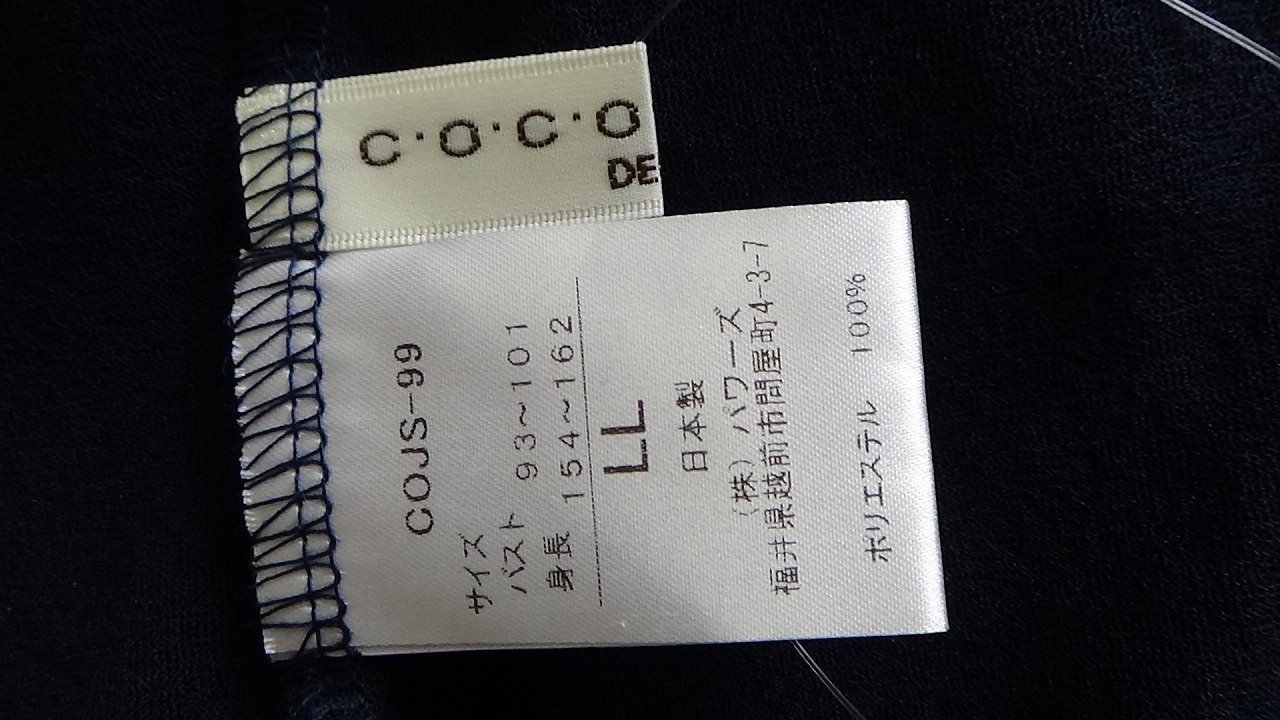 C·O·C·O
DE
COJS-99
サイズ
バスト 93~101
身長 154~162
LL
日本製
(株)パワーズ
福井県越前市問屋町4-3-7
ポリエステル 100%